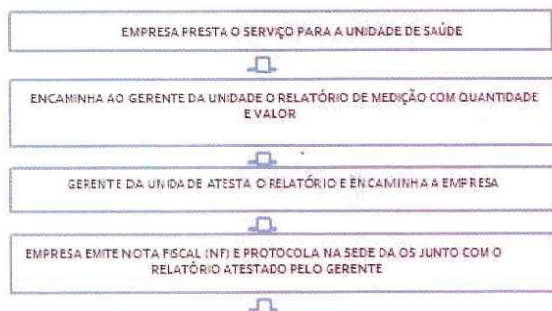 EMPRESA PRESTA O SERVIÇO PARA A UNIDADE DE SAÚDE
ENCAMINHA AO GERENTE DA UNIDADE O RELATÓRIO DE MEDIÇÃO COM QUANTIDADE
E VALOR
GERENTE DA UNIDADE ATESTA O RELATÓRIO E ENCAMINHA A EMPRESA
EMPRESA EMITE NOTA FISCAL (NF) E PROTOCOLA NA SEDE DA OS JUNTO COM O
RELATÓRIO ATESTADO PELO GERENTE